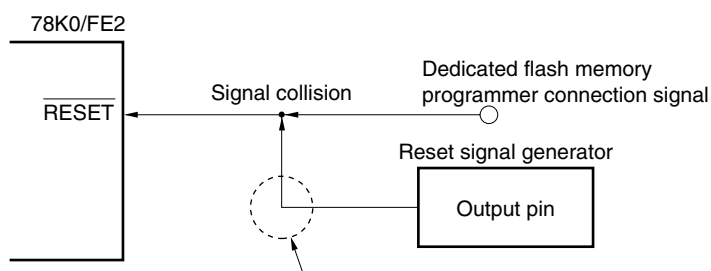 78K0/FE2
Signal collision
Dedicated flash memory
programmer connection signal
RESET
Reset signal generator
Output pin